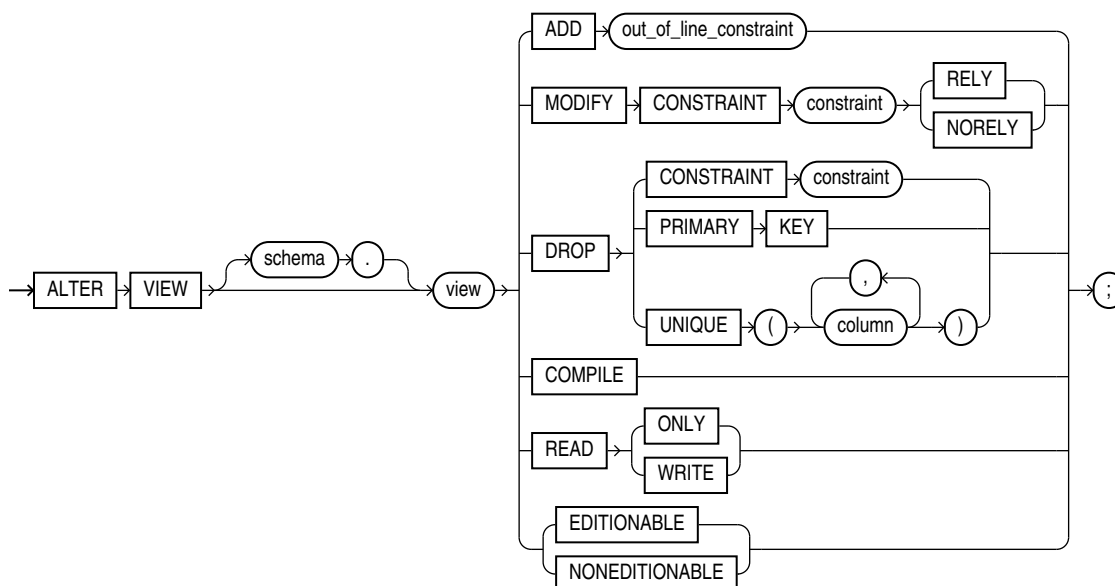 ADD out_of_line_constraint
MODIFY CONSTRAINT constraint RELY
NORELY
DROP CONSTRAINT constraint
PRIMARY KEY
UNIQUE ( column , )
ALTER VIEW schema . view ;
COMPILE
READ ONLY
WRITE
EDITIONABLE
NONEDITIONABLE